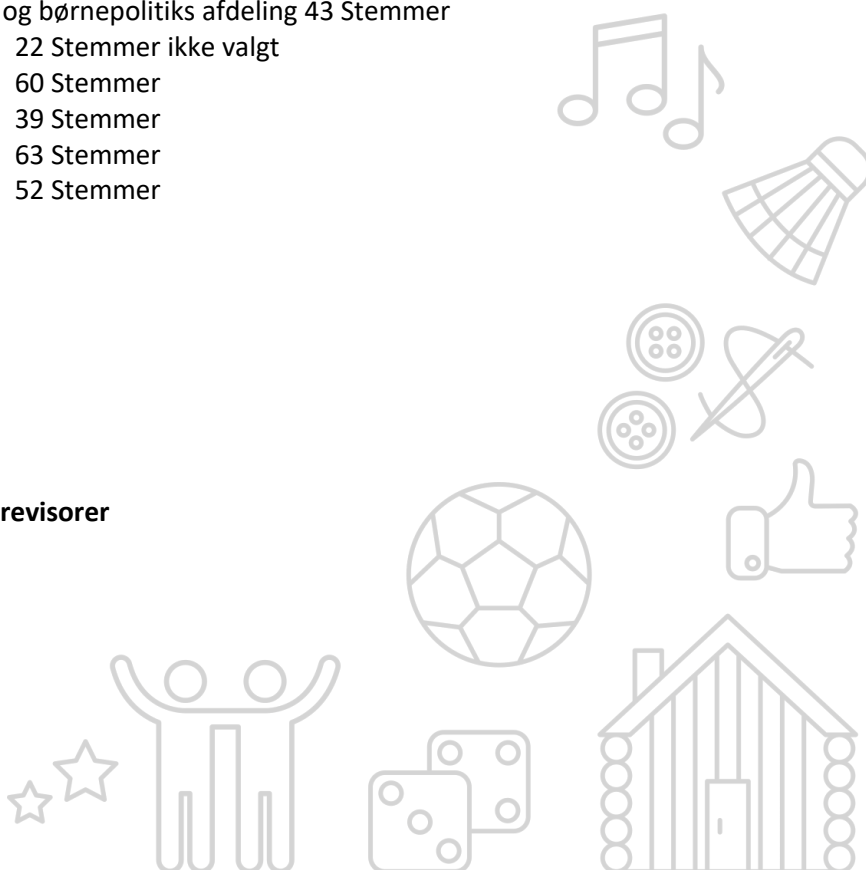 og børnepolitiks afdeling 43 Stemmer
22 Stemmer ikke valgt
60 Stemmer
39 Stemmer
63 Stemmer
52 Stemmer
revisorer